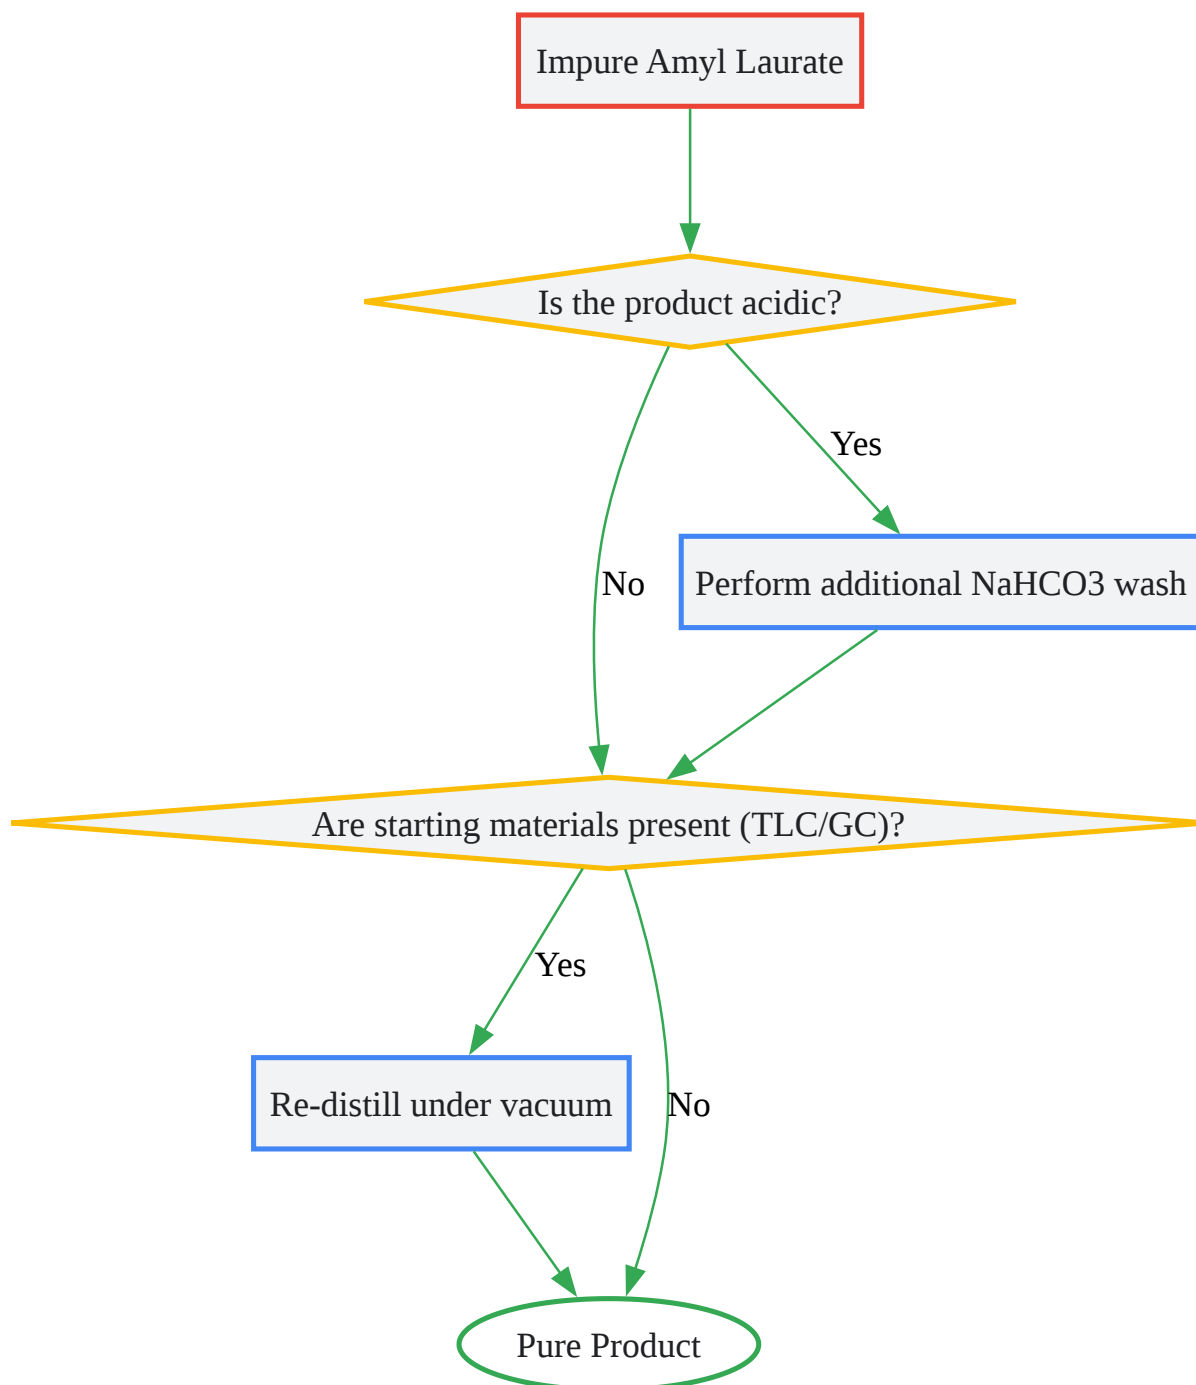 Impure Amyl Laurate
Is the product acidic?
Yes
No
Perform additional NaHCO3 wash
Are starting materials present (TLC/GC)?
Yes
Re-distill under vacuum
No
Pure Product